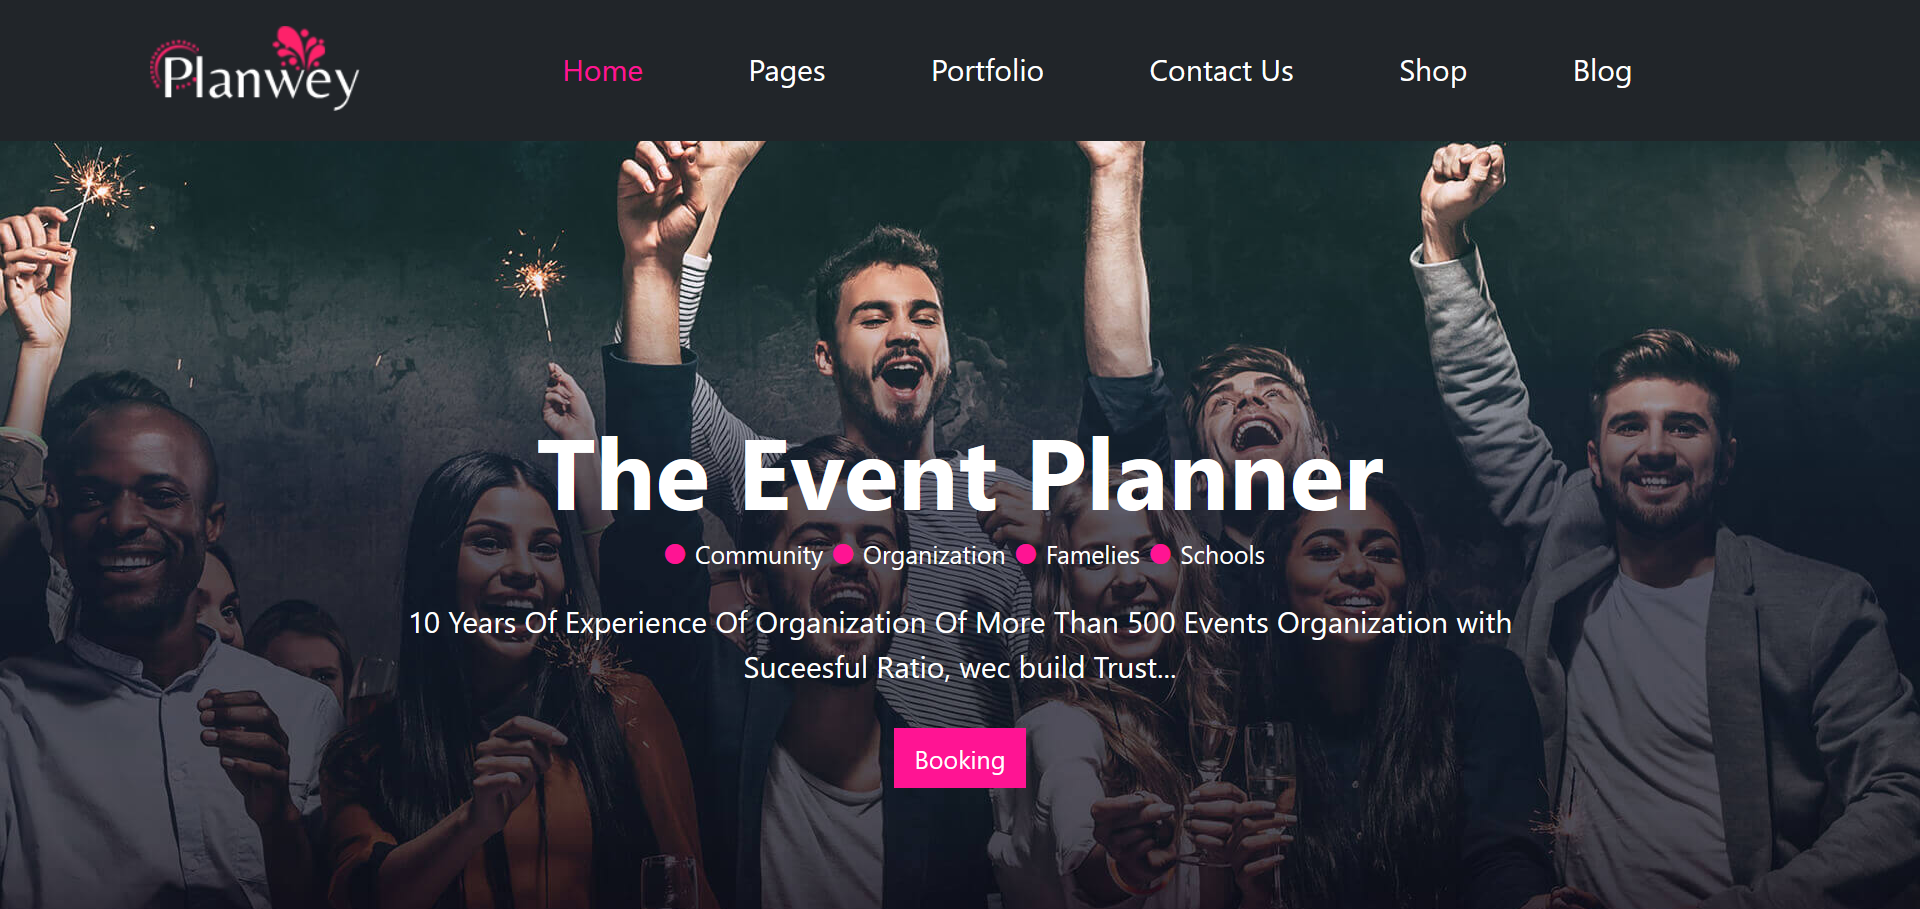 Planwey
Home Pages Portfolio Contact Us Shop Blog
The Event Planner
Community Organization Famelies Schools
10 Years Of Experience Of Organization Of More Than 500 Events Organization with
Suceesful Ratio, wec build Trust...
Booking